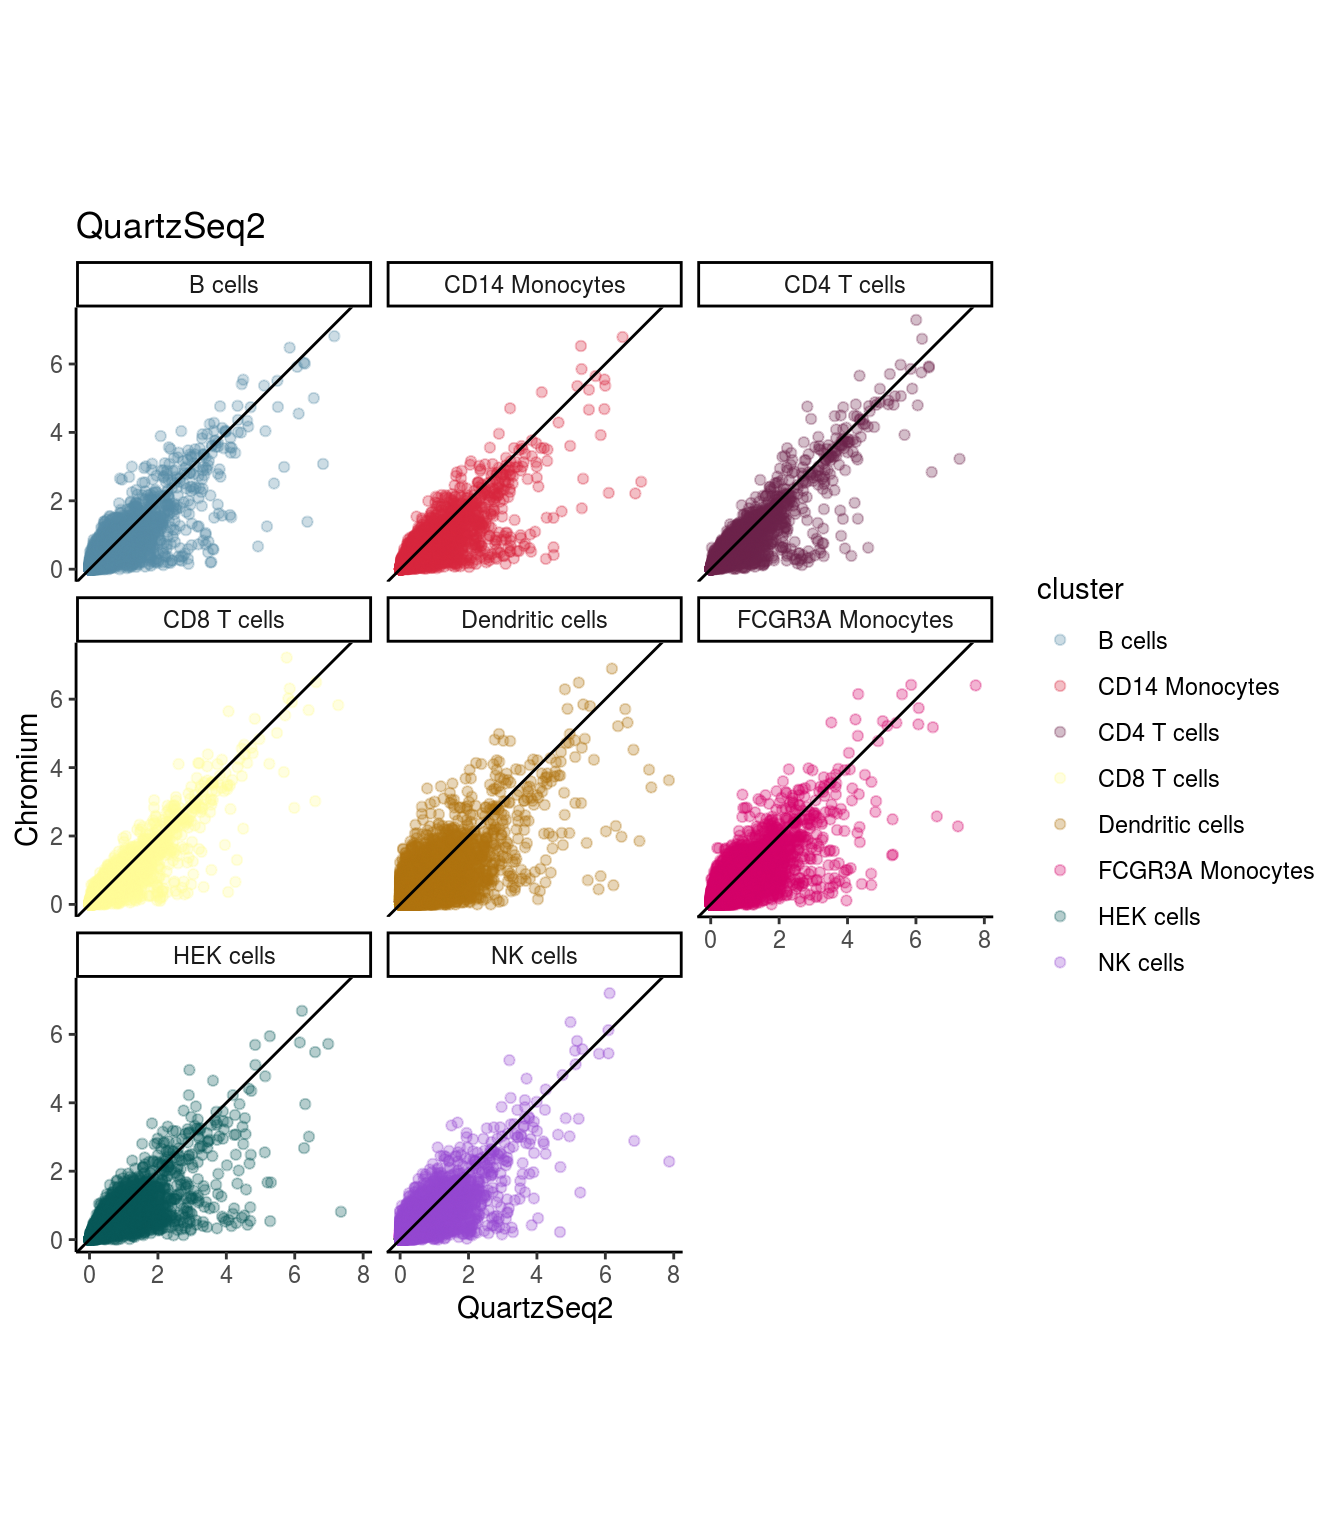 QuartzSeq2
B cells
CD14 Monocytes
CD4 T cells
6
4
2
0
CD8 T cells
Dendritic cells
FCGR3A Monocytes
6
4
2
0
0 2 4 6 8
HEK cells
NK cells
6
4
2
0
0 2 4 6 8
0 2 4 6 8
QuartzSeq2
Chromium
cluster
B cells
CD14 Monocytes
CD4 T cells
CD8 T cells
Dendritic cells
FCGR3A Monocytes
HEK cells
NK cells